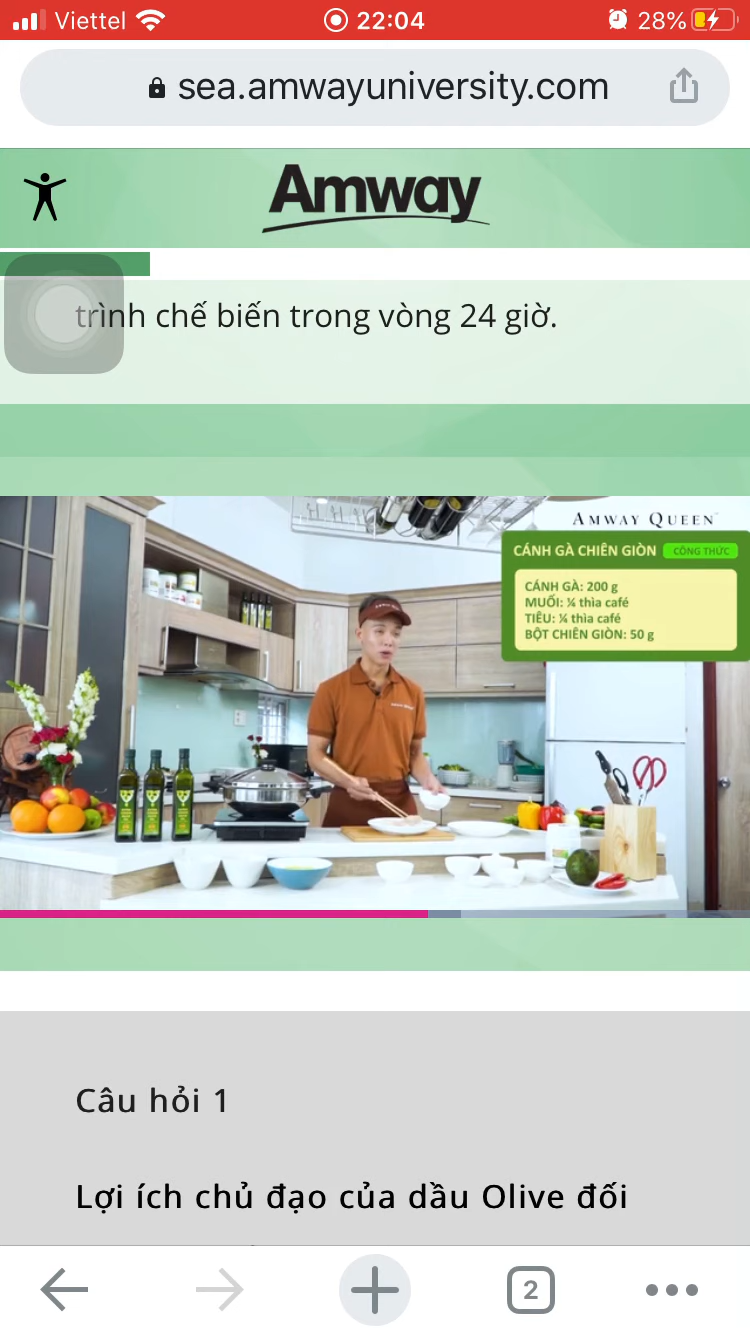 Viettel 22:04 28%
sea.amwayuniversity.com
Amway
trình chế biến trong vòng 24 giờ.
AMWAY QUEEN™
CÁNH GÀ CHIÊN GIÒN CÔNG THỨC
CÁNH GÀ: 200 g
MUỐI: ¼ thìa café
TIÊU: ¼ thìa café
BỘT CHIÊN GIÒN: 50 g
Câu hỏi 1
Lợi ích chủ đạo của dầu Olive đối
2